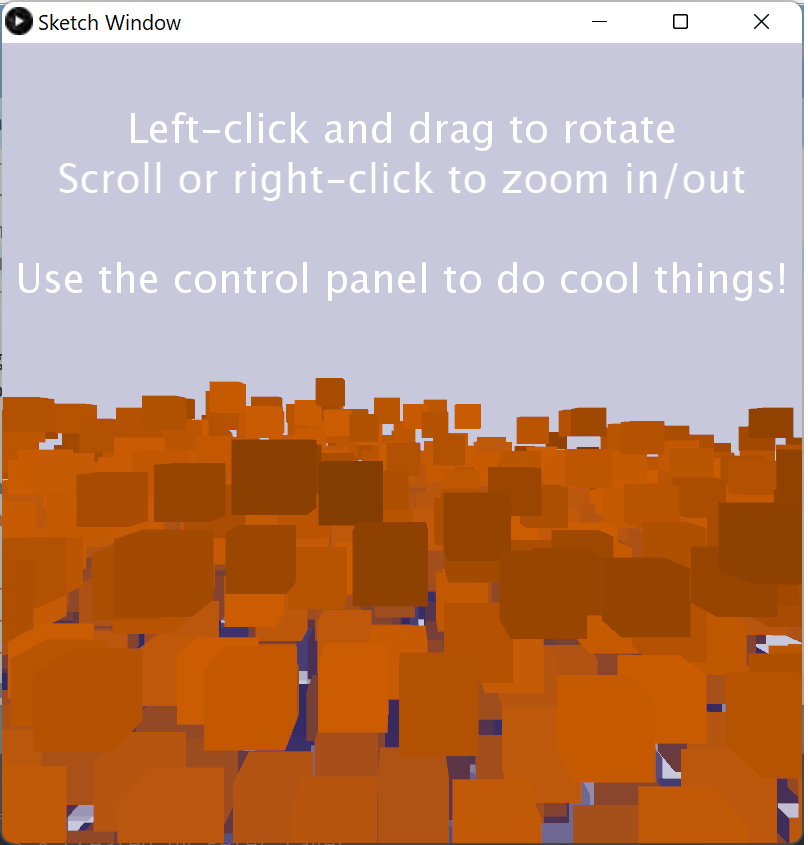 Sketch Window
Left-click and drag to rotate
Scroll or right-click to zoom in/out
Use the control panel to do cool things!